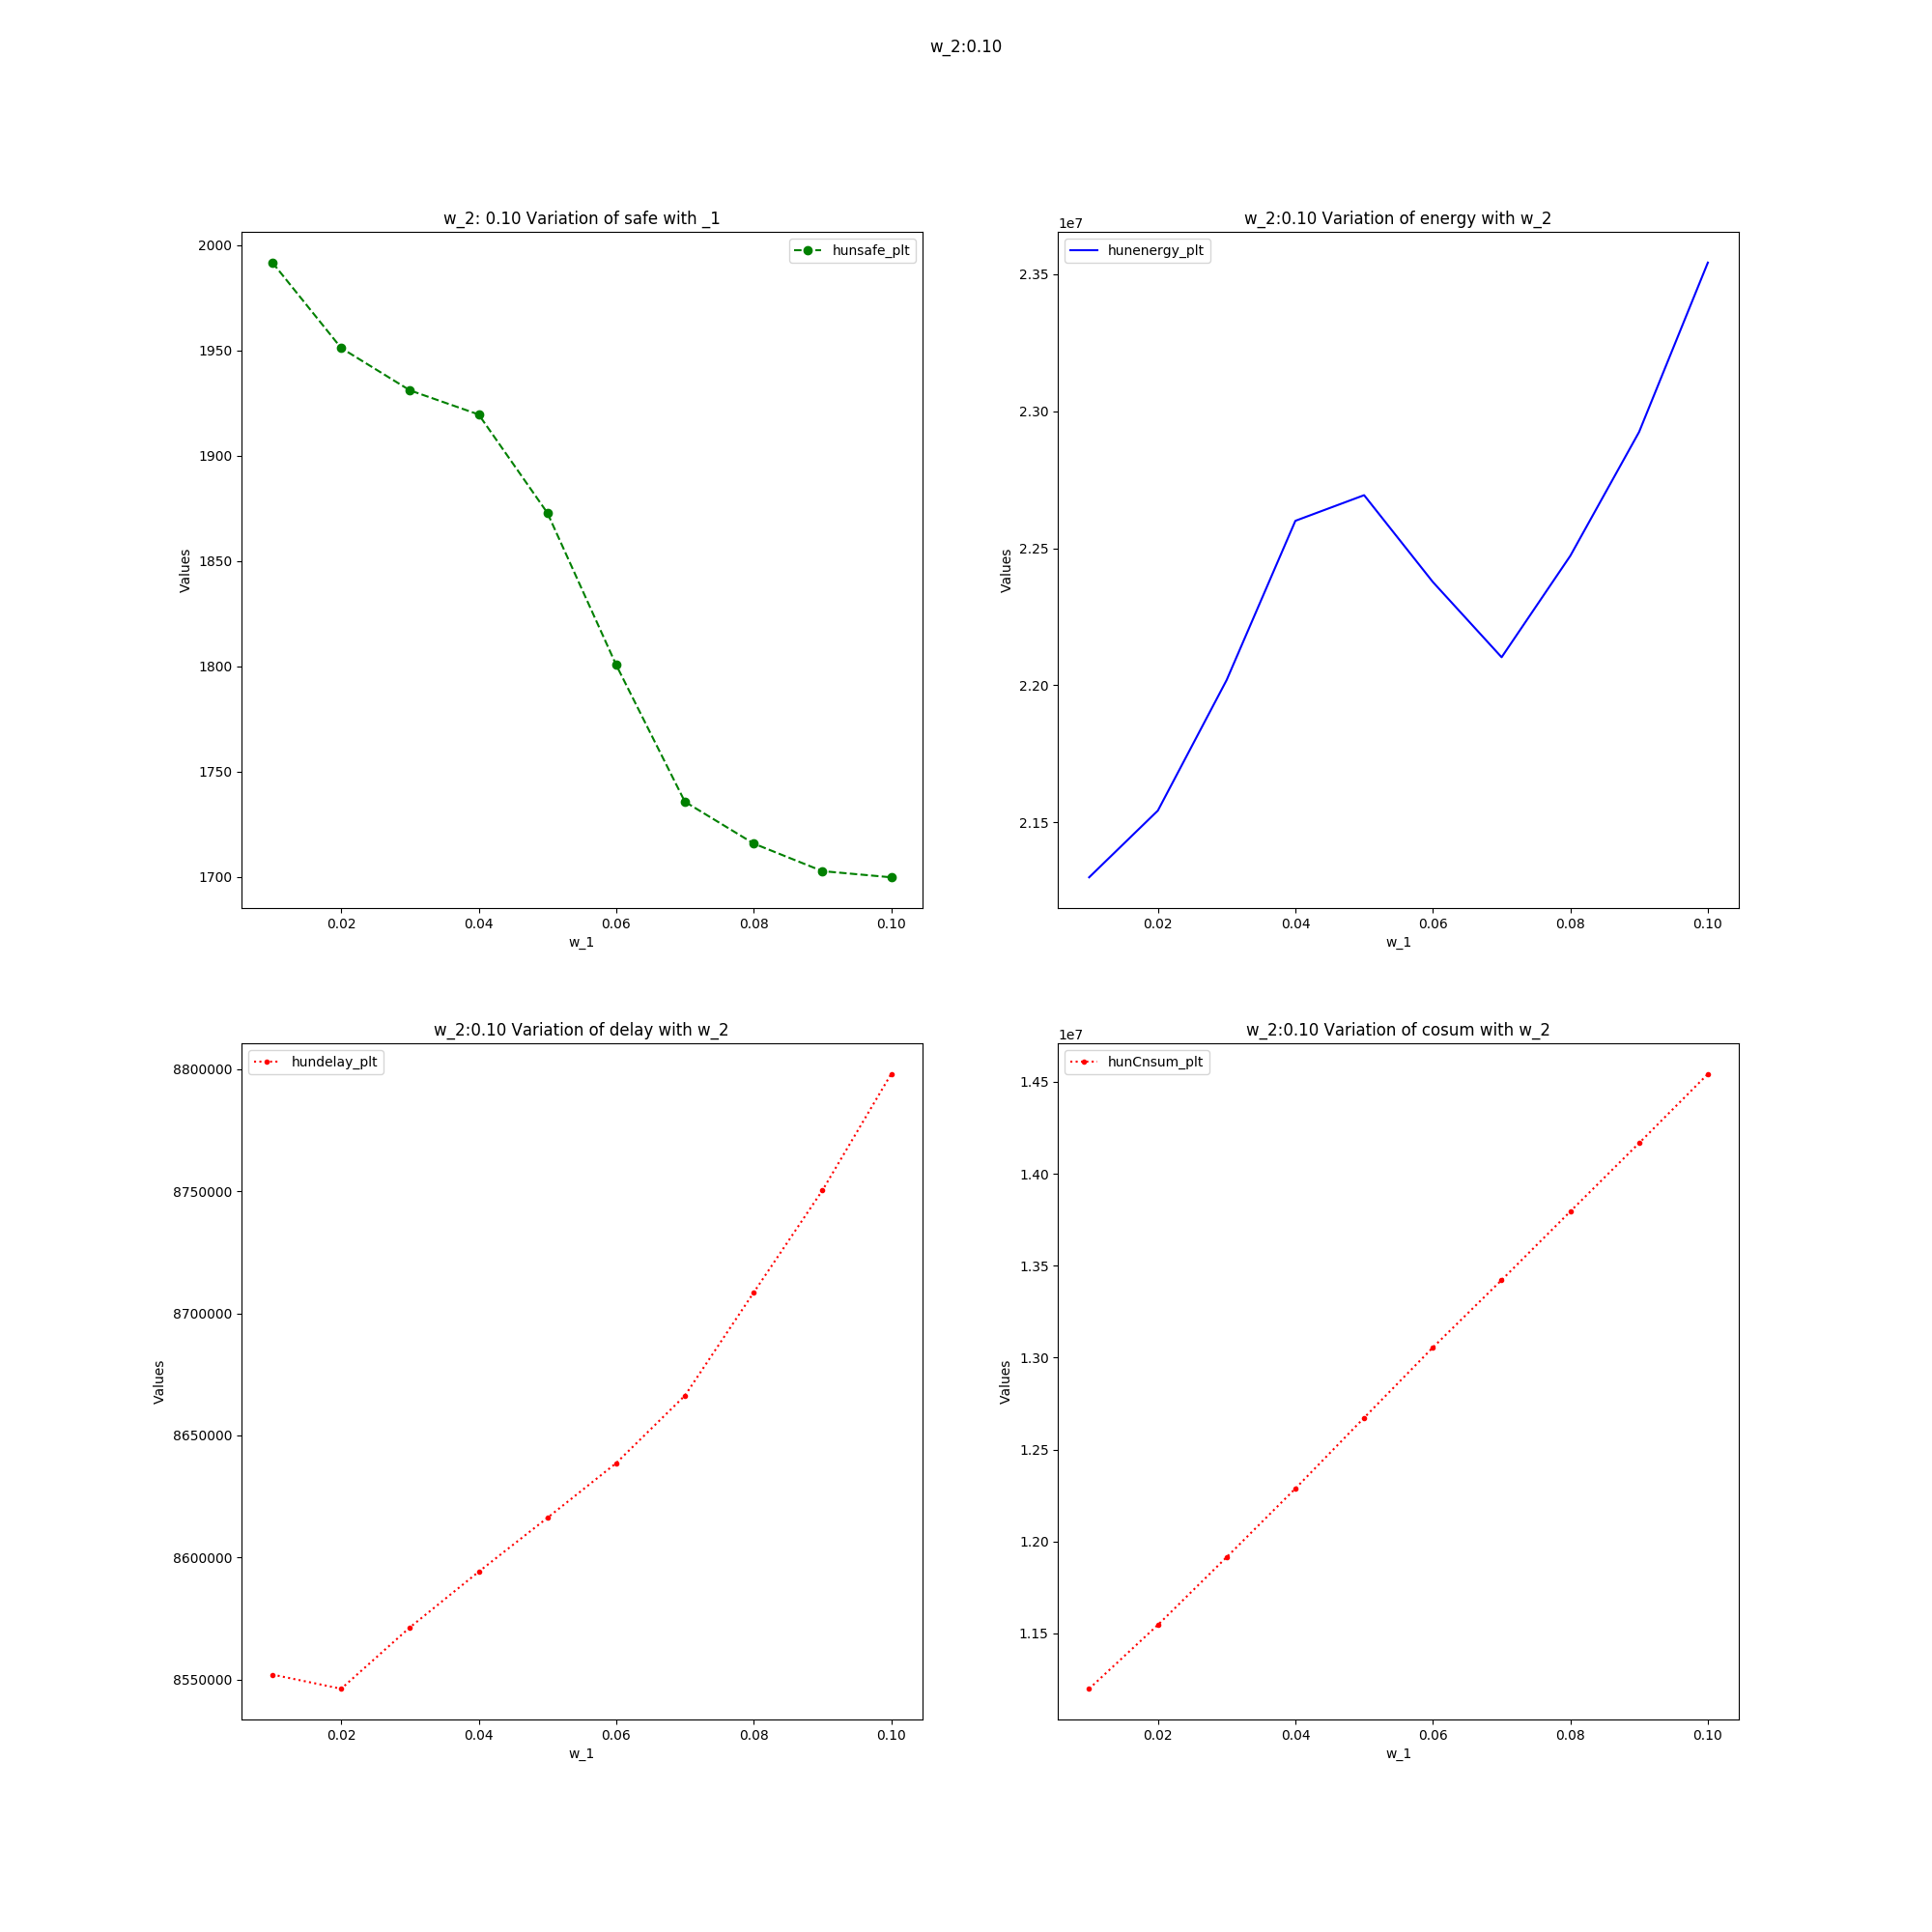 w_2:0.10
w_2: 0.10 Variation of safe with _1
hunsafe_plt
2000
1950
1900
1850
1800
1750
1700
Values
0.02 0.04 0.06 0.08 0.10
w_1
w_2:0.10 Variation of energy with w_2
1e7
hunenergy_plt
2.35
2.30
2.25
2.20
2.15
Values
0.02 0.04 0.06 0.08 0.10
w_1
w_2:0.10 Variation of delay with w_2
hundelay_plt
8800000
8750000
8700000
8650000
8600000
8550000
Values
0.02 0.04 0.06 0.08 0.10
w_1
w_2:0.10 Variation of cosum with w_2
1e7
hunCnsum_plt
1.45
1.40
1.35
1.30
1.25
1.20
1.15
Values
0.02 0.04 0.06 0.08 0.10
w_1